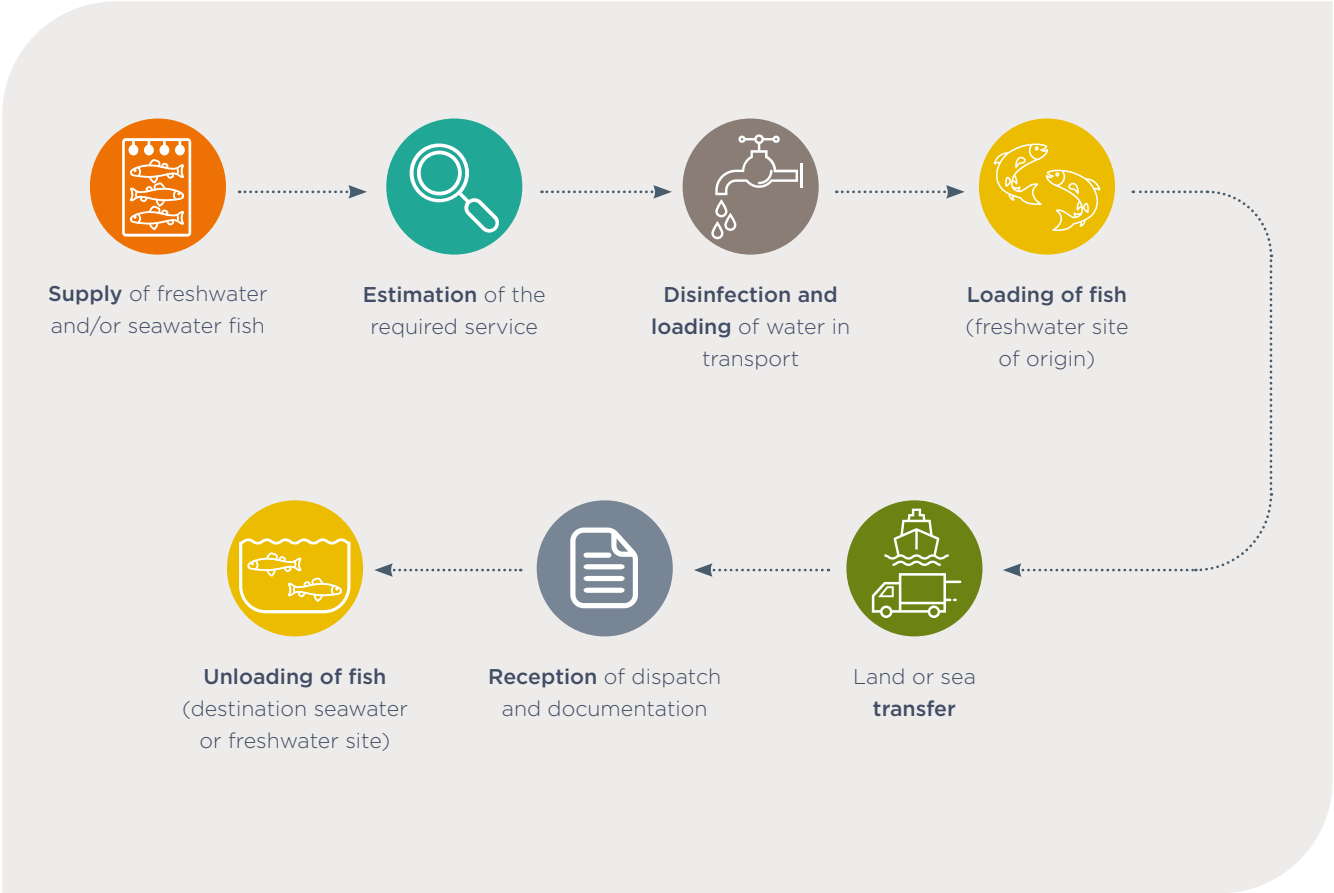 Supply of freshwater
and/or seawater fish
Estimation of the
required service
Disinfection and
loading of water in
transport
Loading of fish
(freshwater site
of origin)
Land or sea
transfer
Reception of dispatch
and documentation
Unloading of fish
(destination seawater
or freshwater site)